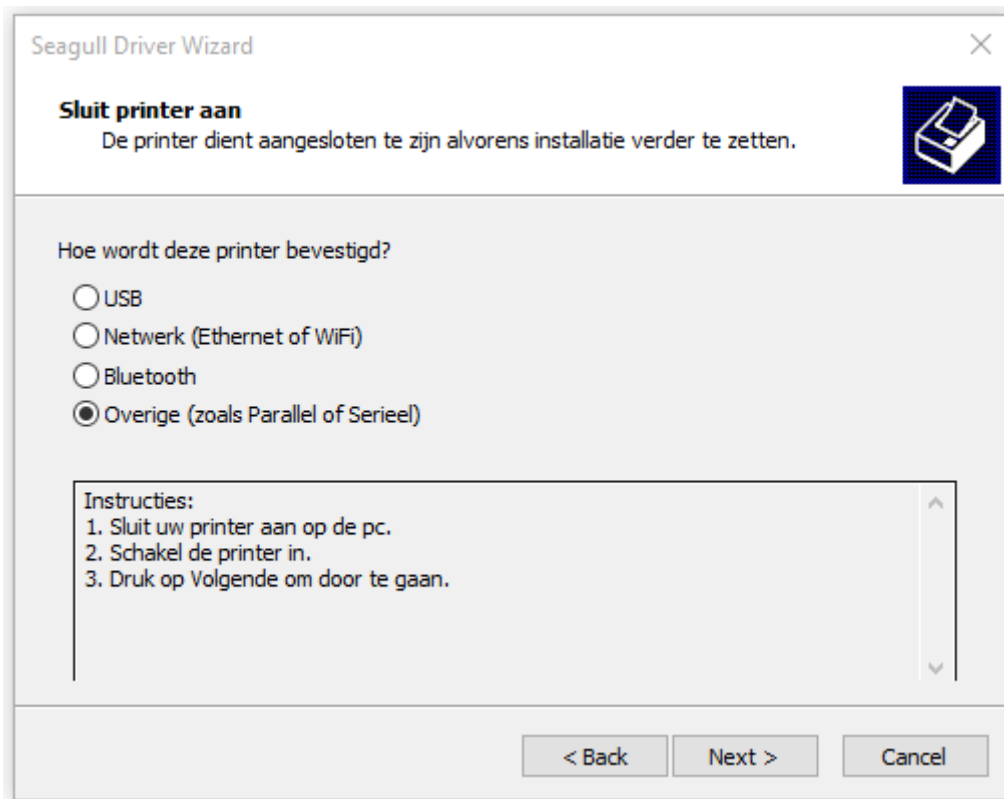 Seagull Driver Wizard
Sluit printer aan
De printer dient aangesloten te zijn alvorens installatie verder te zetten.
Hoe wordt deze printer bevestigd?
USB
Netwerk (Ethernet of WiFi)
Bluetooth
Overige (zoals Parallel of Serieel)
Instructies:
1. Sluit uw printer aan op de pc.
2. Schakel de printer in.
3. Druk op Volgende om door te gaan.
< Back Next > Cancel